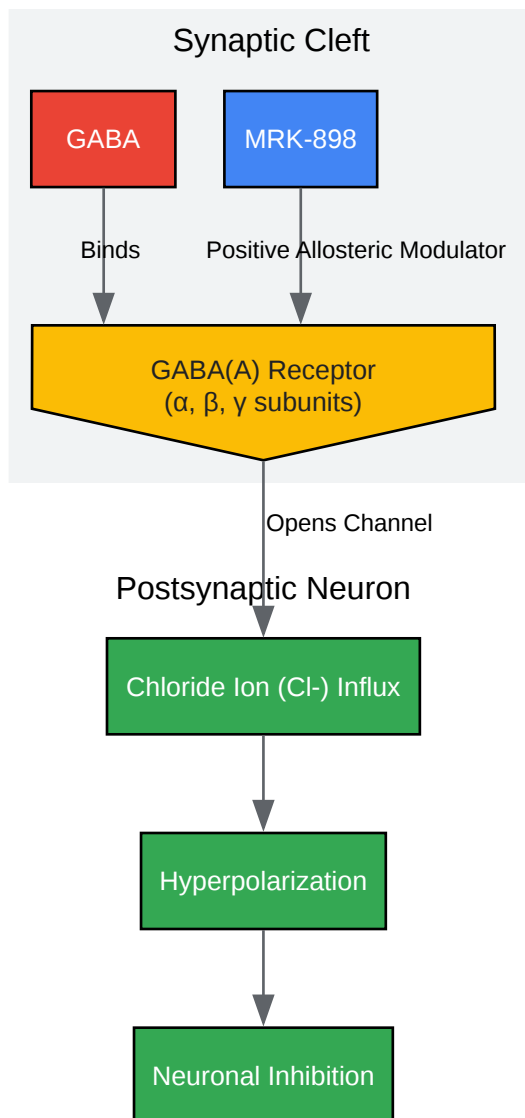 Synaptic Cleft
GABA
MRK-898
Binds
Positive Allosteric Modulator
GABA(A) Receptor
(α, β, γ subunits)
Opens Channel
Postsynaptic Neuron
Chloride Ion (Cl-) Influx
Hyperpolarization
Neuronal Inhibition